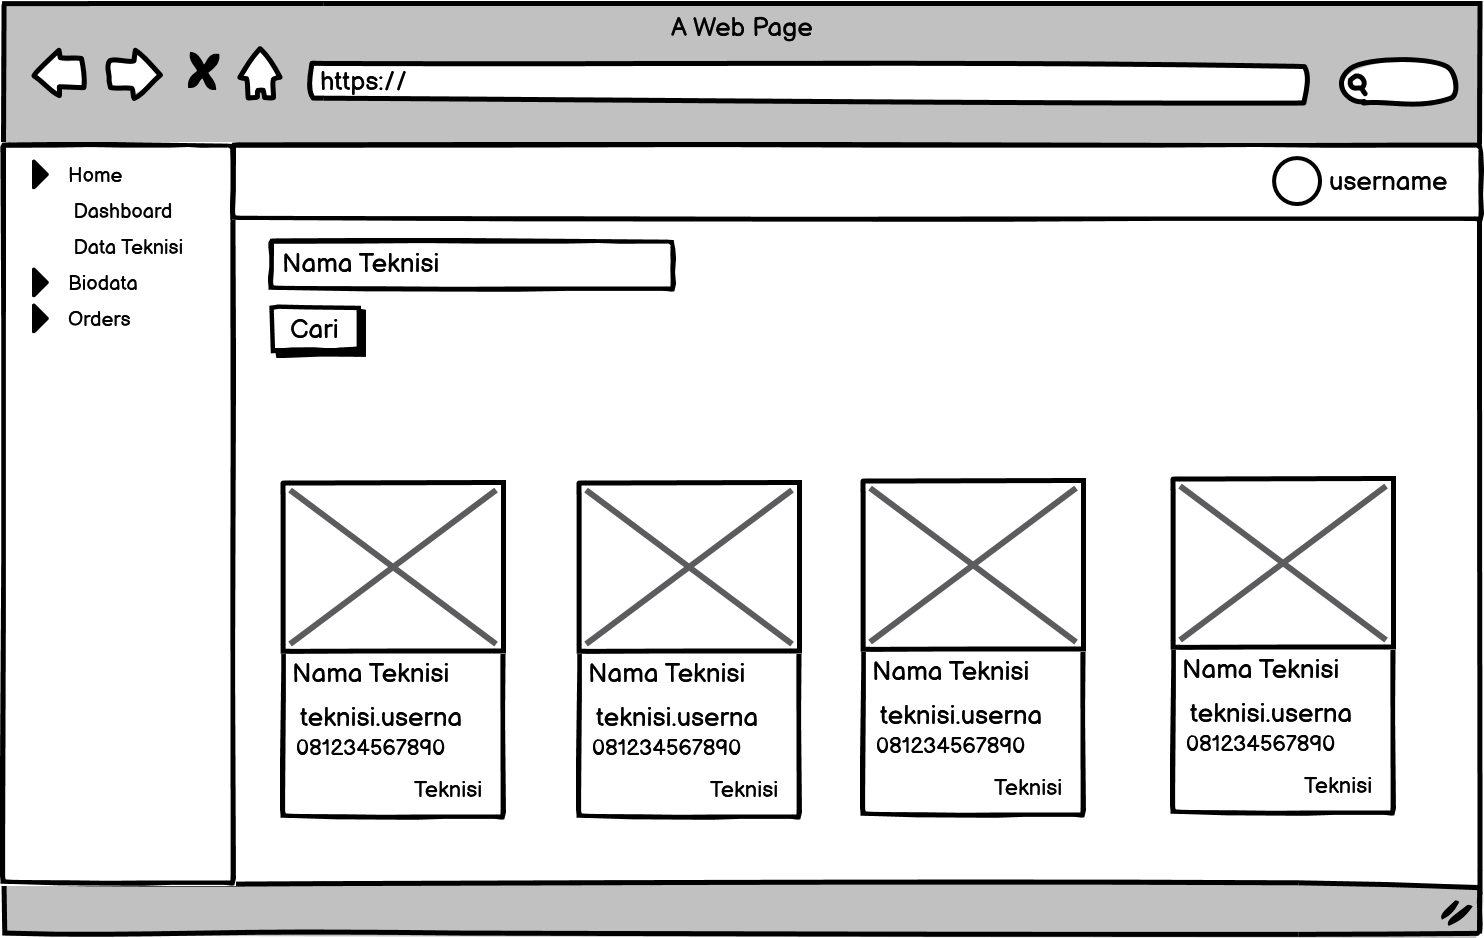 A Web Page
https://
username
Home
Dashboard
Data Teknisi
Biodata
Orders
Nama Teknisi
Cari
Nama Teknisi
teknisi.userna
081234567890
Teknisi
Nama Teknisi
teknisi.userna
081234567890
Teknisi
Nama Teknisi
teknisi.userna
081234567890
Teknisi
Nama Teknisi
teknisi.userna
081234567890
Teknisi